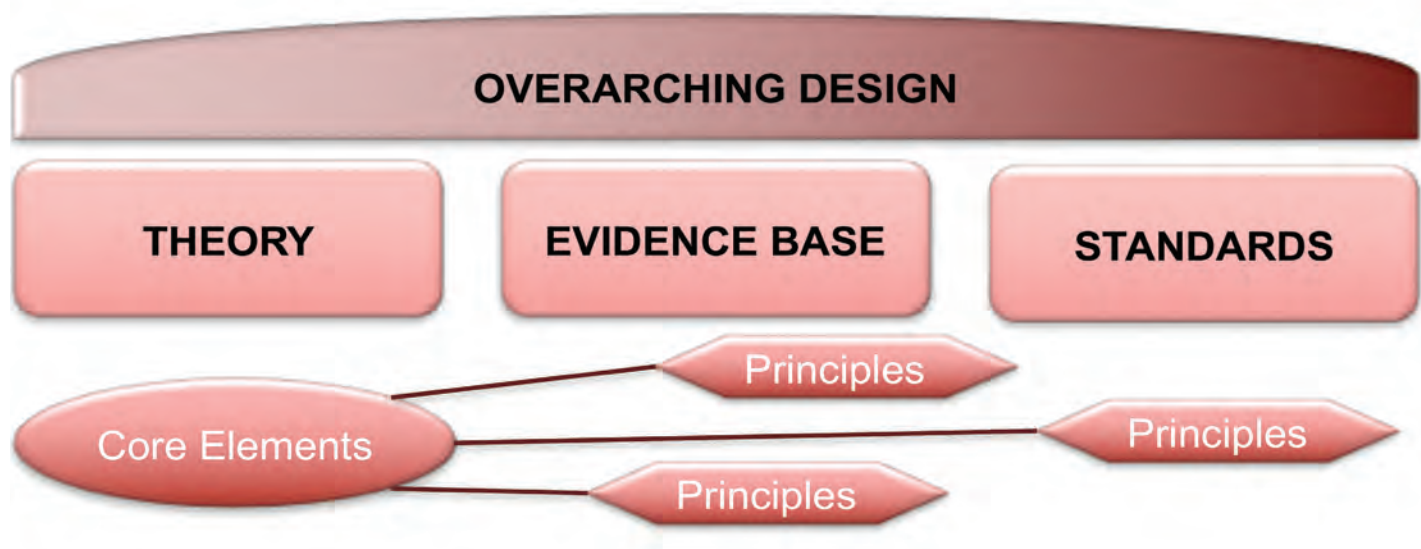 OVERARCHING DESIGN
THEORY
EVIDENCE BASE
STANDARDS
Principles
Core Elements
Principles
Principles